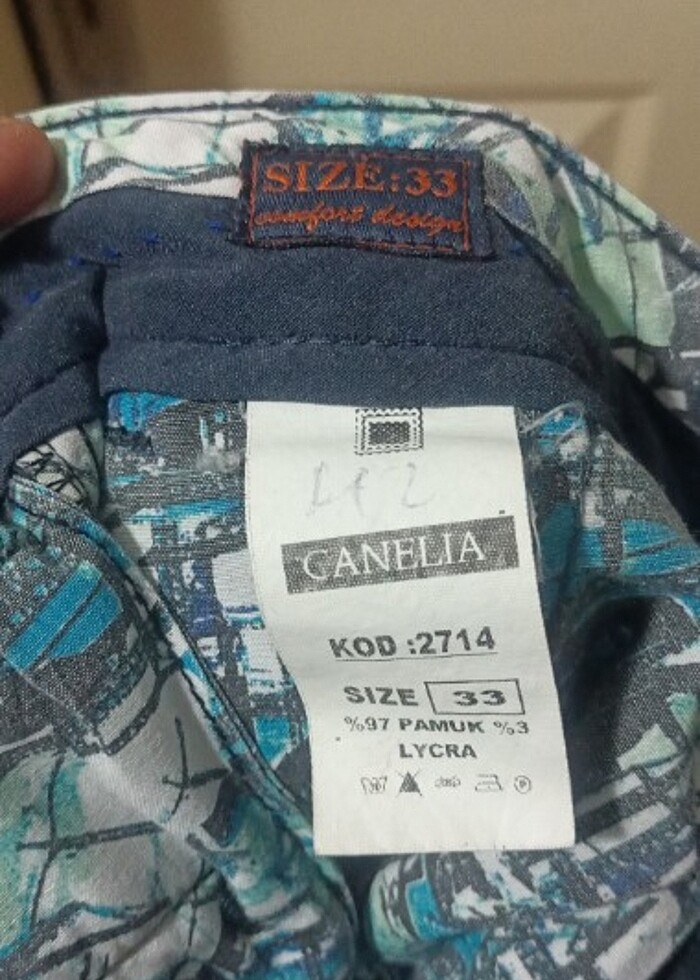 SIZE:33
comfort design
CANELIA
KOD :2714
SIZE 33
%97 PAMUK %3
LYCRA
P